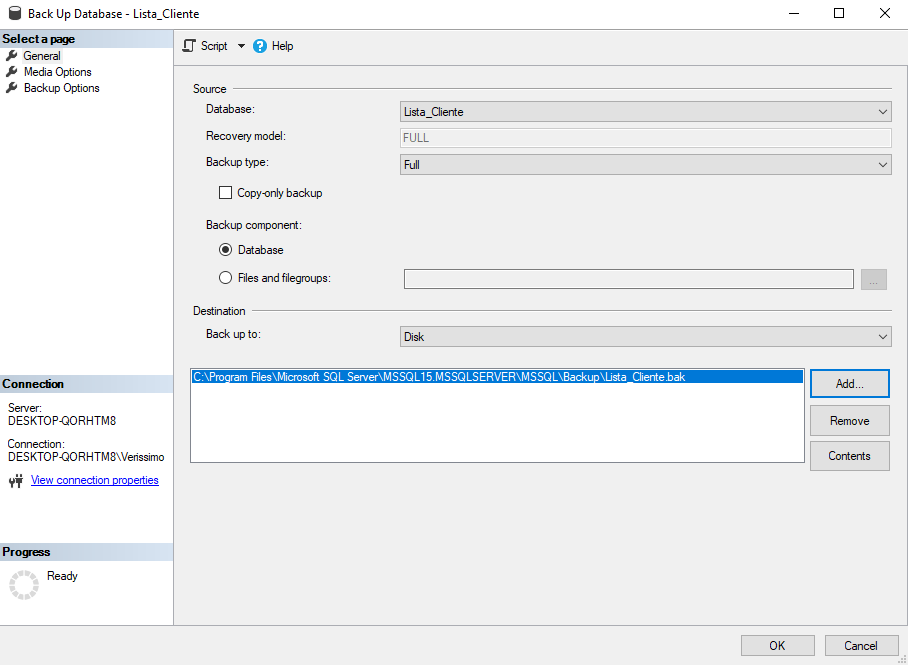 Back Up Database - Lista_Cliente
Select a page
General
Media Options
Backup Options
Script
Help
Source
Database:
Lista_Cliente
Recovery model:
FULL
Backup type:
Full
Copy-only backup
Backup component:
Database
Files and filegroups:
...
Destination
Back up to:
Disk
C:\Program Files\Microsoft SQL Server\MSSQL15.MSSQLSERVER\MSSQL\Backup\Lista_Cliente.bak
Add...
Remove
Contents
Connection
Server:
DESKTOP-QORHTM8
Connection:
DESKTOP-QORHTM8\Verissimo
View connection properties
Progress
Ready
OK
Cancel